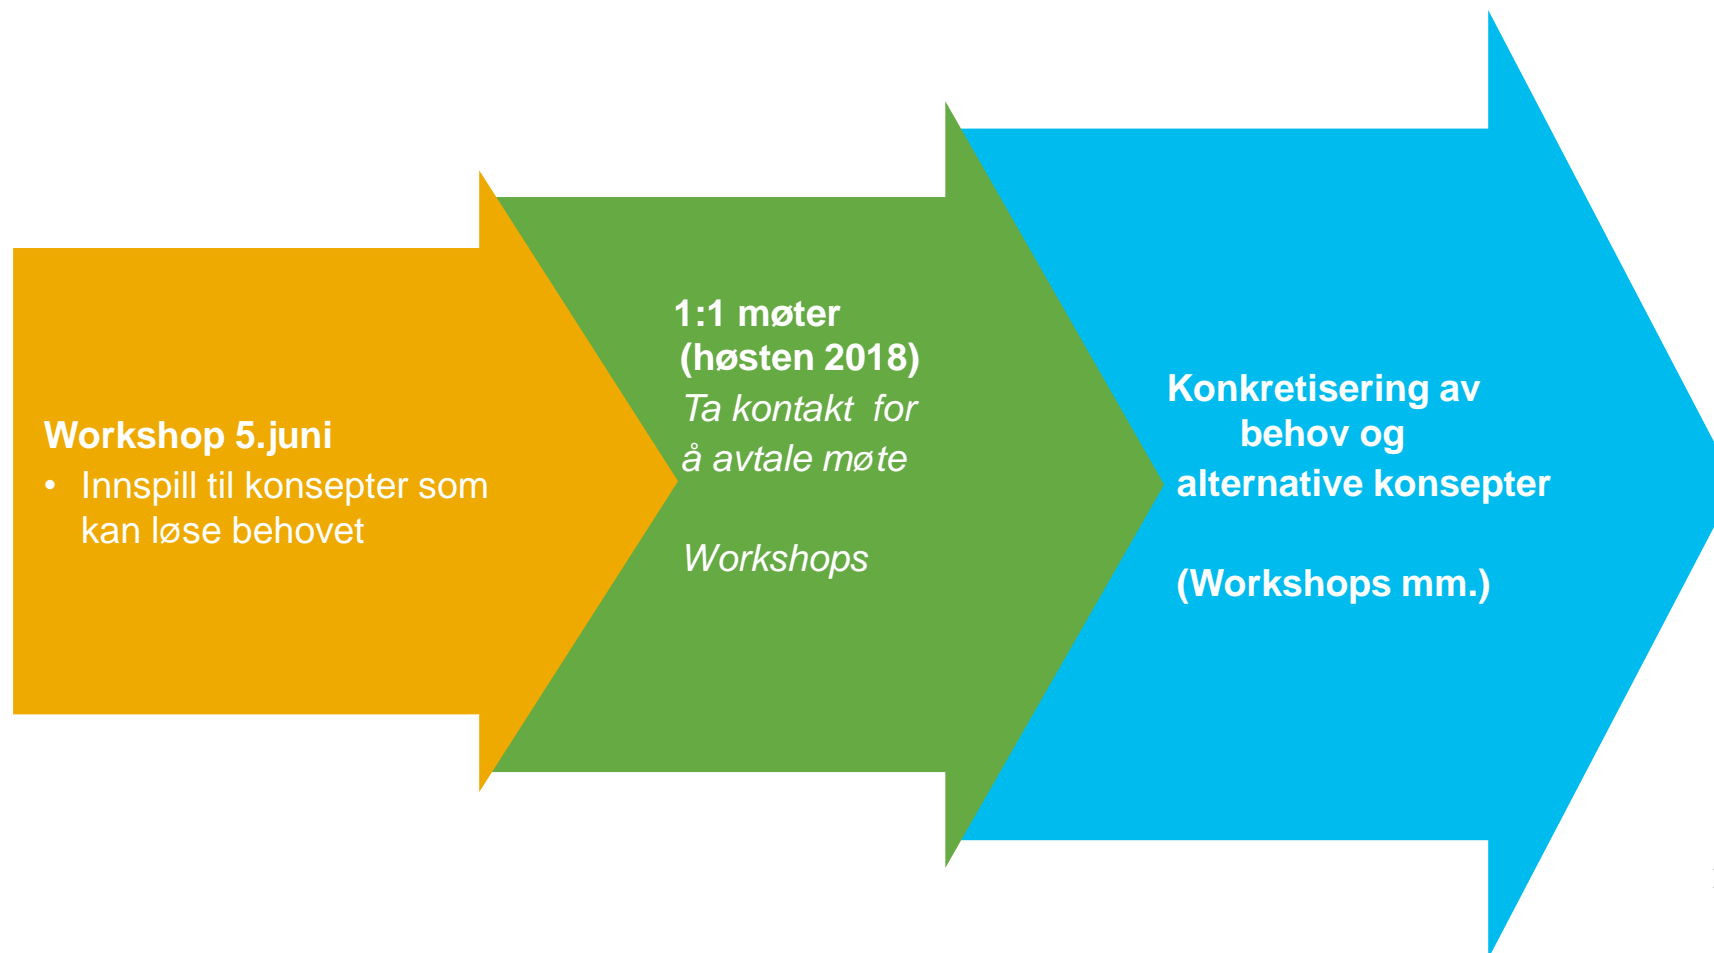 Workshop 5.juni
• Innspill til konsepter som
kan løse behovet
1:1 møter
(høsten 2018)
Ta kontakt  for
å avtale møte
Workshops
Konkretisering av
behov og
alternative konsepter
(Workshops mm.)